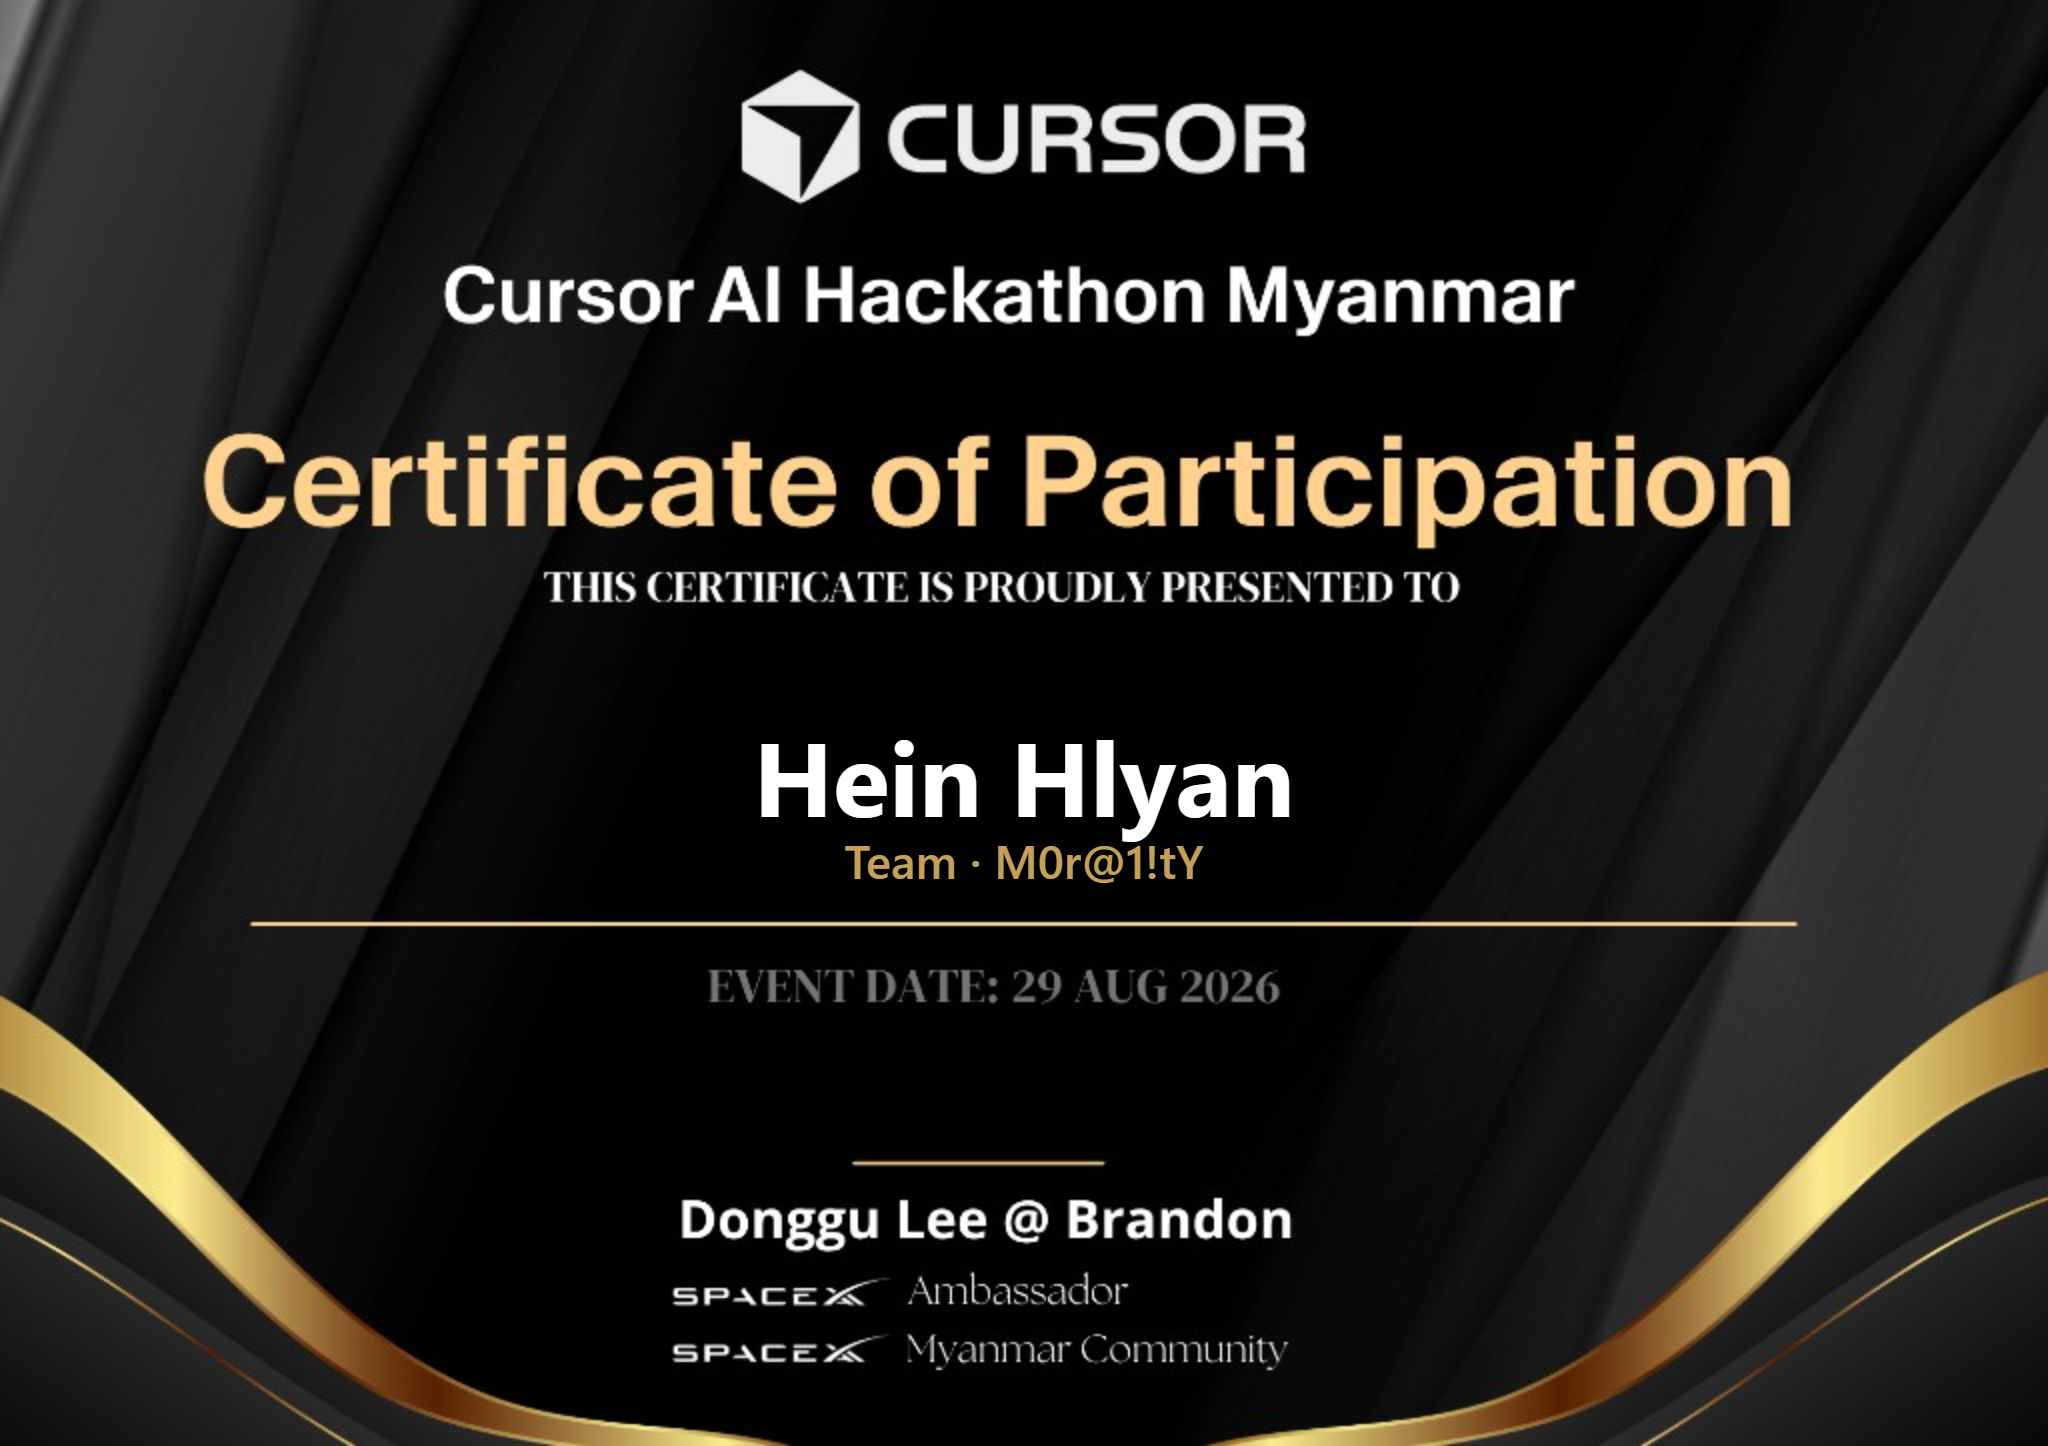 CURSOR
Cursor AI Hackathon Myanmar
Certificate of Participation
THIS CERTIFICATE IS PROUDLY PRESENTED TO
Hein Hlyan
Team · M0r@1!tY
EVENT DATE: 29 AUG 2026
Donggu Lee @ Brandon
SPACEX Ambassador
SPACEX Myanmar Community